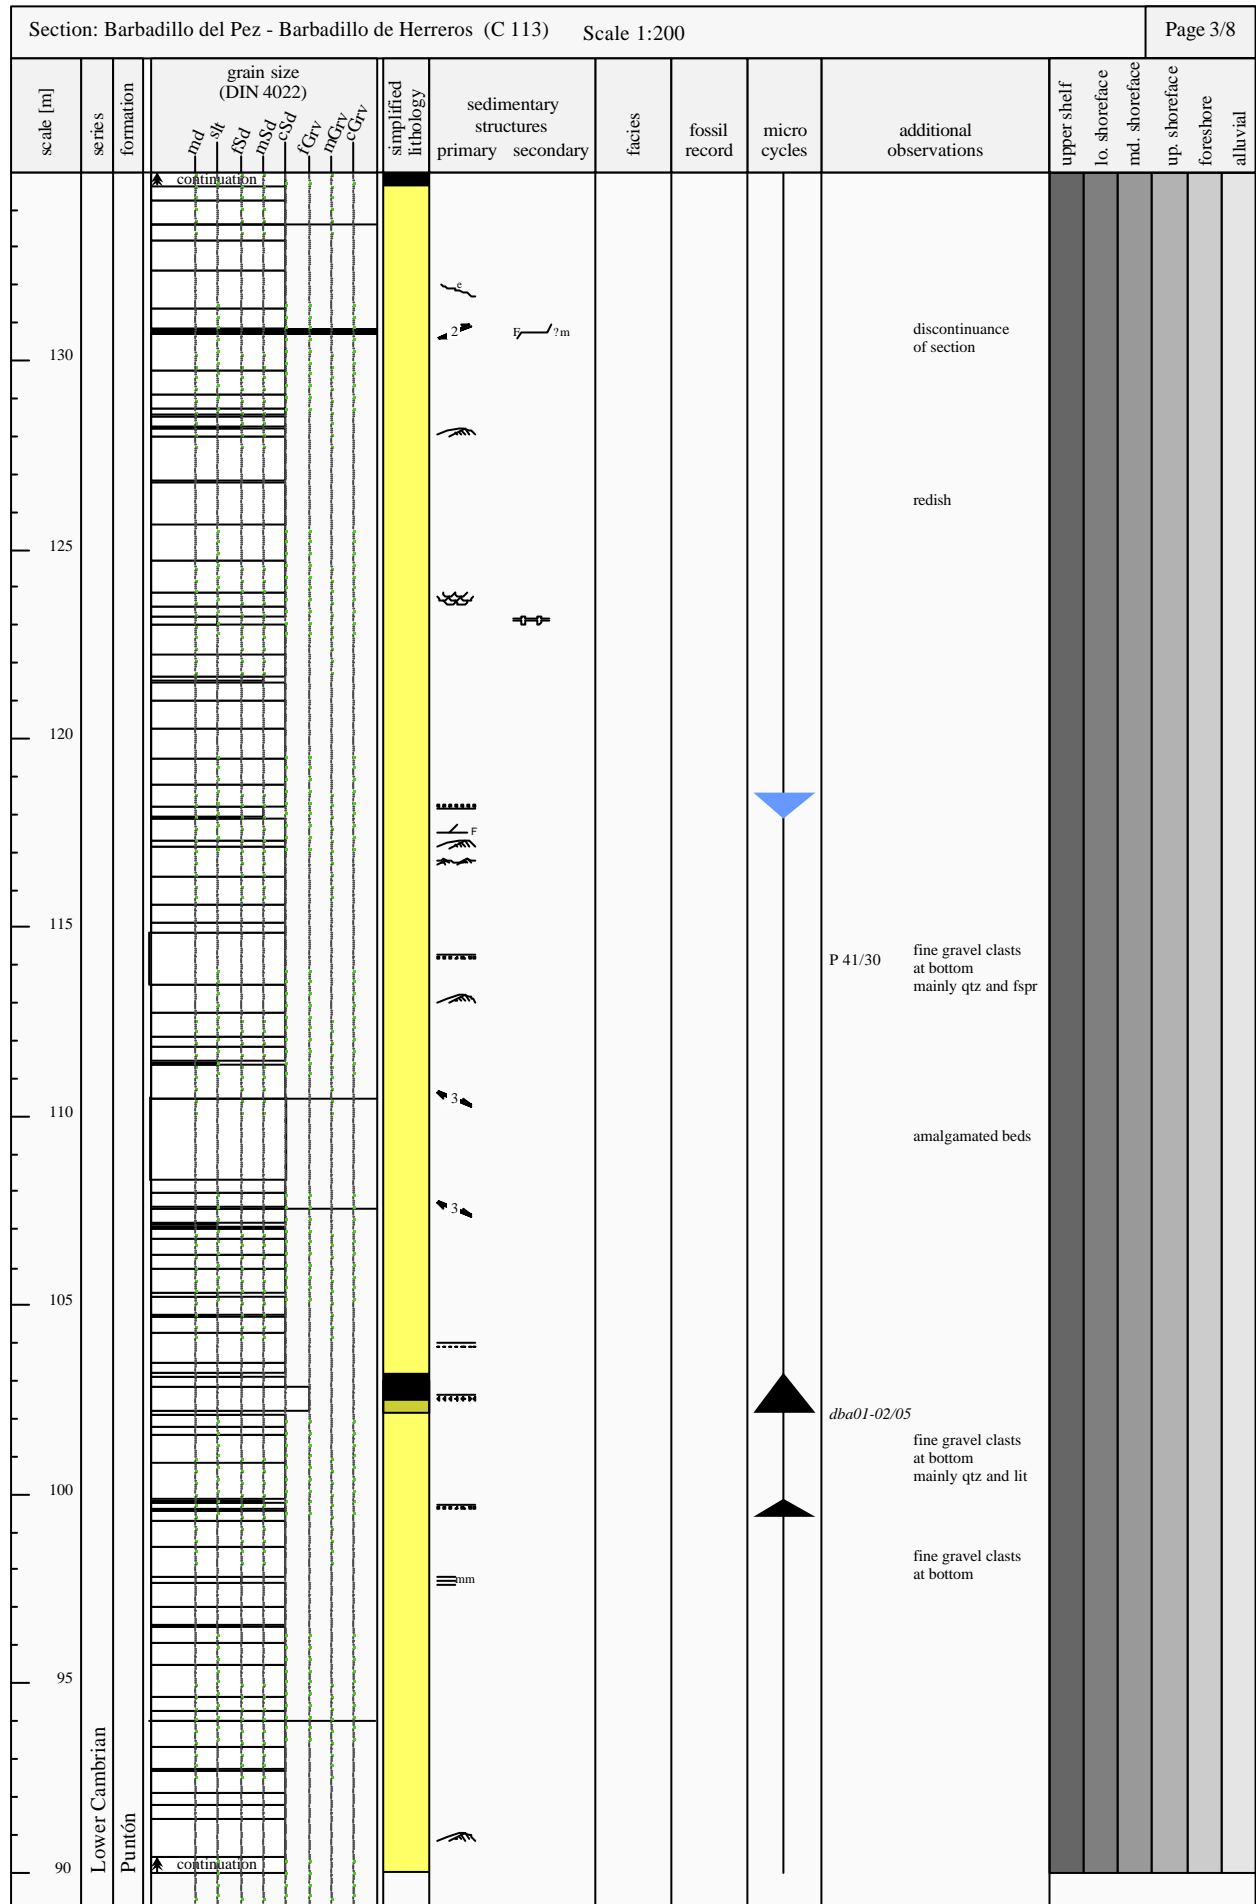 Section: Barbadillo del Pez - Barbadillo de Herreros (C 113) Scale 1:200 Page 3/8
scale [m]
series
formation
grain size
(DIN 4022)
md
slt
fSd
mSd
cSd
fGrv
mGrv
cGrv
simplified
lithology
sedimentary
structures
primary secondary
facies
fossil
record
micro
cycles
additional
observations
upper shelf
lo. shoreface
md. shoreface
up. shoreface
foreshore
alluvial
continuation
e
2 F ?m
discontinuance
of section
130
redish
125
120
F
115
P 41/30
fine gravel clasts
at bottom
mainly qtz and fspr
3
110
amalgamated beds
3
105
dba01-02/05
fine gravel clasts
at bottom
mainly qtz and lit
100
fine gravel clasts
at bottom
mm
95
Lower Cambrian
Puntón
continuation
90